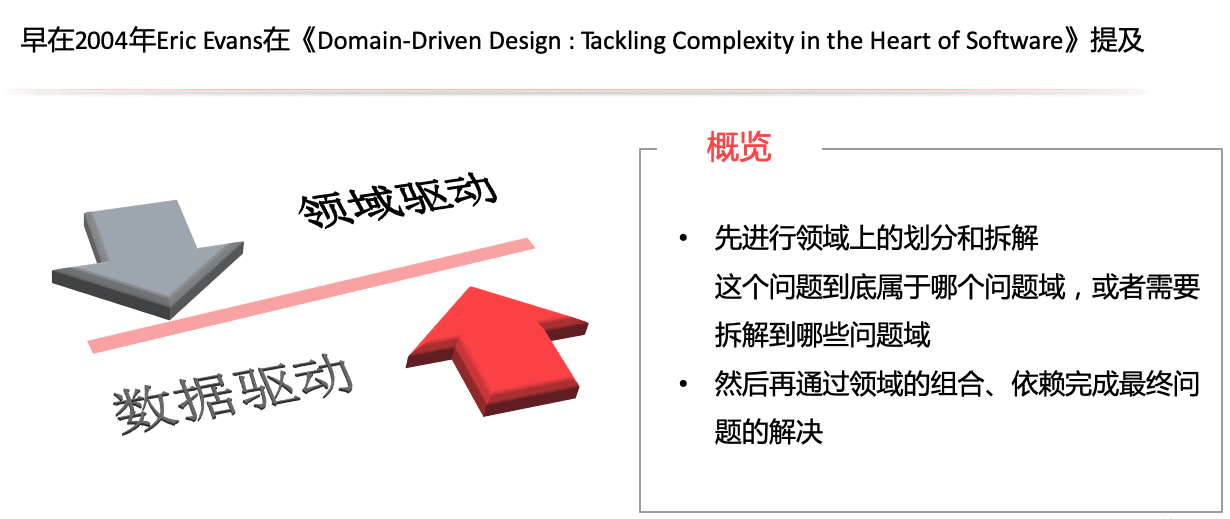 早在2004年Eric Evans在《Domain-Driven Design : Tackling Complexity in the Heart of Software》提及
领域驱动
数据驱动
概览
• 先进行领域上的划分和拆解
这个问题到底属于哪个问题域，或者需要
拆解到哪些问题域
• 然后再通过领域的组合、依赖完成最终问
题的解决